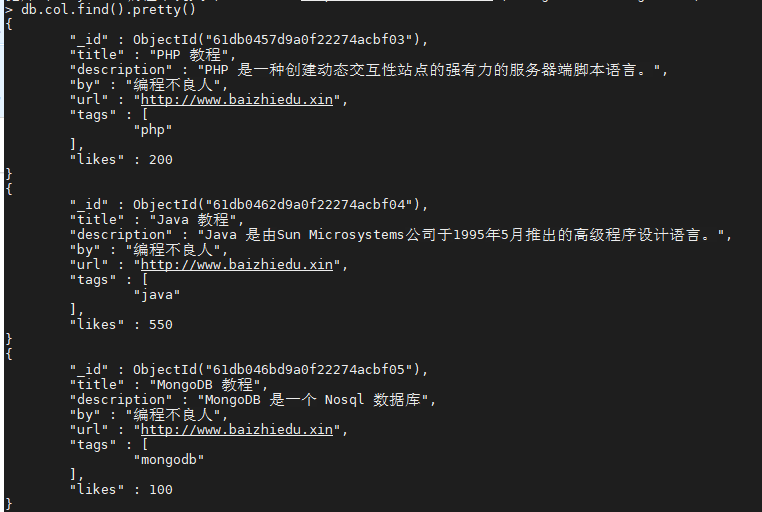 > db.col.find().pretty()
{
"_id" : ObjectId("61db0457d9a0f22274acbf03"),
"title" : "PHP 教程",
"description" : "PHP 是一种创建动态交互性站点的强有力的服务器端脚本语言。",
"by" : "编程不良人",
"url" : "http://www.baizhiedu.xin",
"tags" : [
"php"
],
"likes" : 200
}
{
"_id" : ObjectId("61db0462d9a0f22274acbf04"),
"title" : "Java 教程",
"description" : "Java 是由Sun Microsystems公司于1995年5月推出的高级程序设计语言。",
"by" : "编程不良人",
"url" : "http://www.baizhiedu.xin",
"tags" : [
"java"
],
"likes" : 550
}
{
"_id" : ObjectId("61db046bd9a0f22274acbf05"),
"title" : "MongoDB 教程",
"description" : "MongoDB 是一个 Nosql 数据库",
"by" : "编程不良人",
"url" : "http://www.baizhiedu.xin",
"tags" : [
"mongodb"
],
"likes" : 100
}